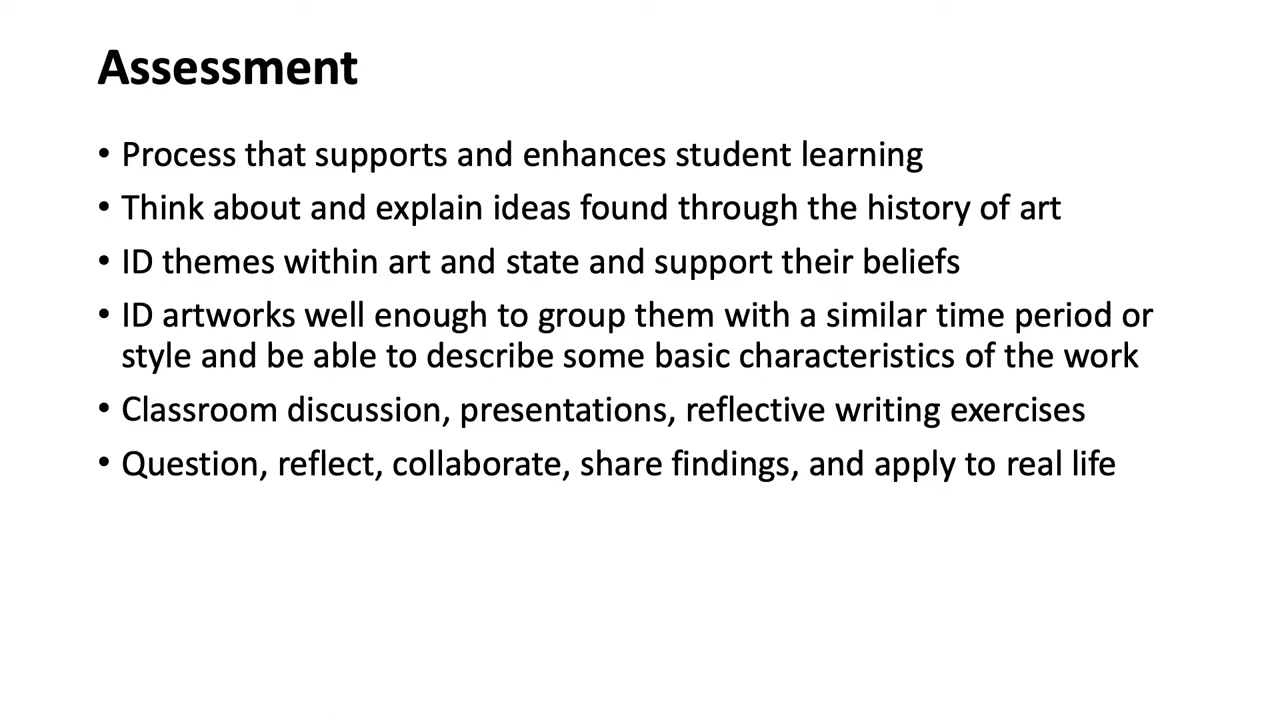 Assessment
• Process that supports and enhances student learning
• Think about and explain ideas found through the history of art
• ID themes within art and state and support their beliefs
• ID artworks well enough to group them with a similar time period or
style and be able to describe some basic characteristics of the work
• Classroom discussion, presentations, reflective writing exercises
• Question, reflect, collaborate, share findings, and apply to real life